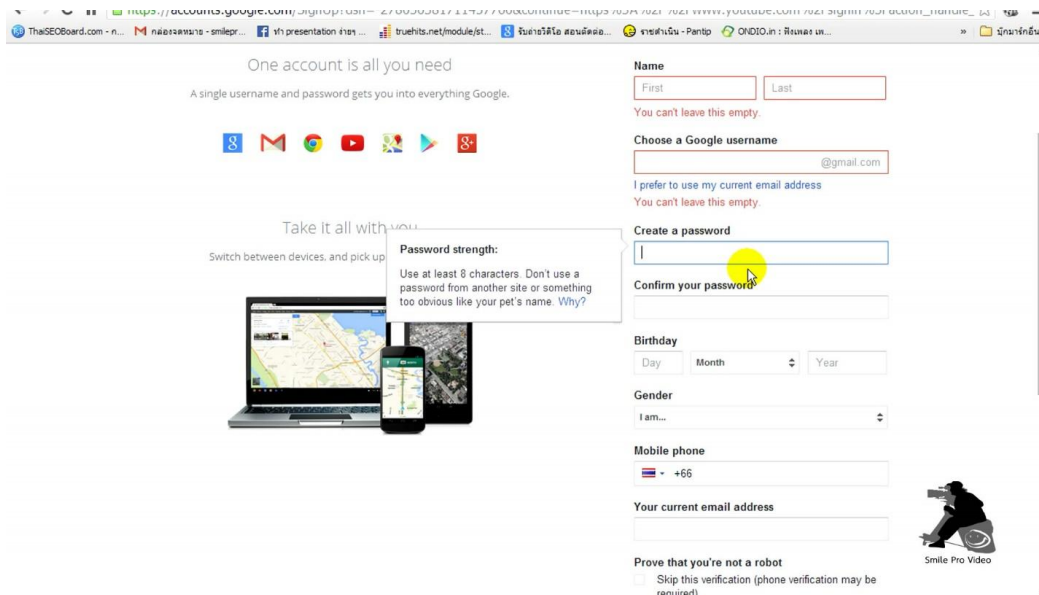 ThaiSEOBoard.com - ก...
กล่องจดหมาย - smilepr...
ทำ presentation ง่ายๆ ...
truehits.net/module/st...
รับถ่ายวิดีโอ สอนตัดต่อ...
ราชดำเนิน - Pantip
ONDIO.in : ฟังเพลง เพ...
»
บุ๊กมาร์กอื่น
One account is all you need
A single username and password gets you into everything Google.
Take it all with you
Switch between devices, and pick up
Password strength:
Use at least 8 characters. Don't use a
password from another site or something
too obvious like your pet's name. Why?
Name
First Last
You can't leave this empty.
Choose a Google username
@gmail.com
I prefer to use my current email address
You can't leave this empty.
Create a password
Confirm your password
Birthday
Day Month Year
Gender
I am...
Mobile phone
+66
Your current email address
Prove that you're not a robot
Skip this verification (phone verification may be
required)
Smile Pro Video